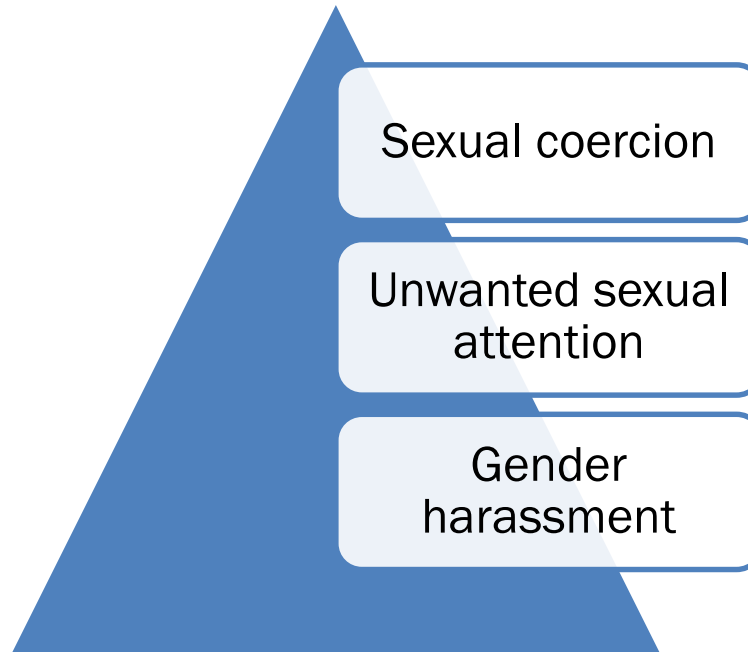 Sexual coercion
Unwanted sexual
attention
Gender
harassment